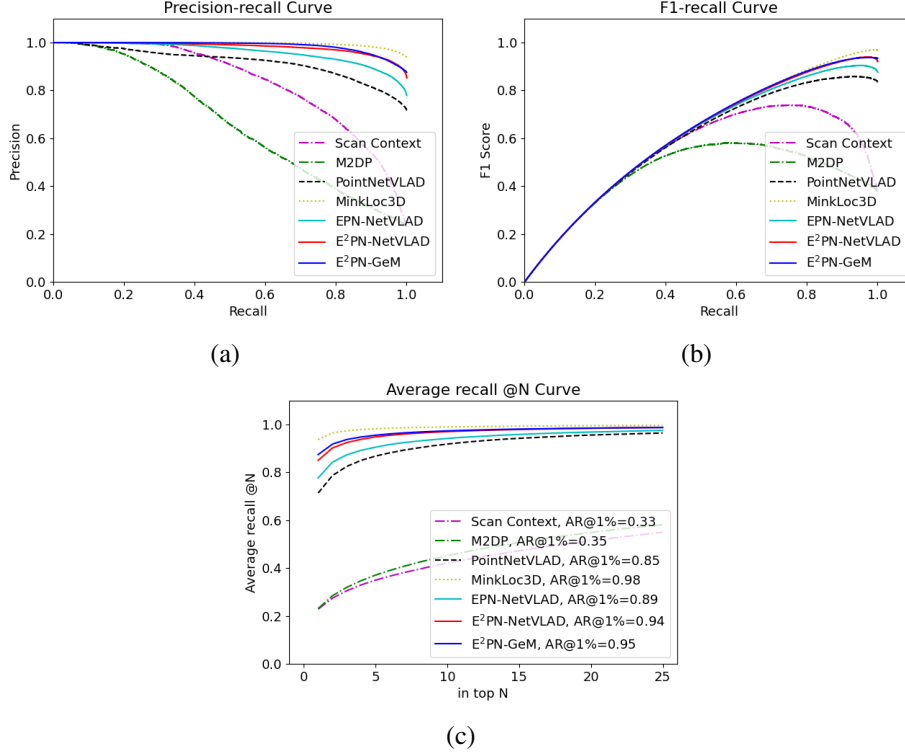 Precision-recall Curve
Precision
1.0
0.8
0.6
0.4
0.2
0.0
Scan Context
M2DP
PointNetVLAD
MinkLoc3D
EPN-NetVLAD
E²PN-NetVLAD
E²PN-GeM
0.0 0.2 0.4 0.6 0.8 1.0
Recall
(a)
F1-recall Curve
F1 Score
1.0
0.8
0.6
0.4
0.2
0.0
Scan Context
M2DP
PointNetVLAD
MinkLoc3D
EPN-NetVLAD
E²PN-NetVLAD
E²PN-GeM
0.0 0.2 0.4 0.6 0.8 1.0
Recall
(b)
Average recall @N Curve
Average recall @N
1.0
0.8
0.6
0.4
0.2
0.0
Scan Context, AR@1%=0.33
M2DP, AR@1%=0.35
PointNetVLAD, AR@1%=0.85
MinkLoc3D, AR@1%=0.98
EPN-NetVLAD, AR@1%=0.89
E²PN-NetVLAD, AR@1%=0.94
E²PN-GeM, AR@1%=0.95
0 5 10 15 20 25
in top N
(c)